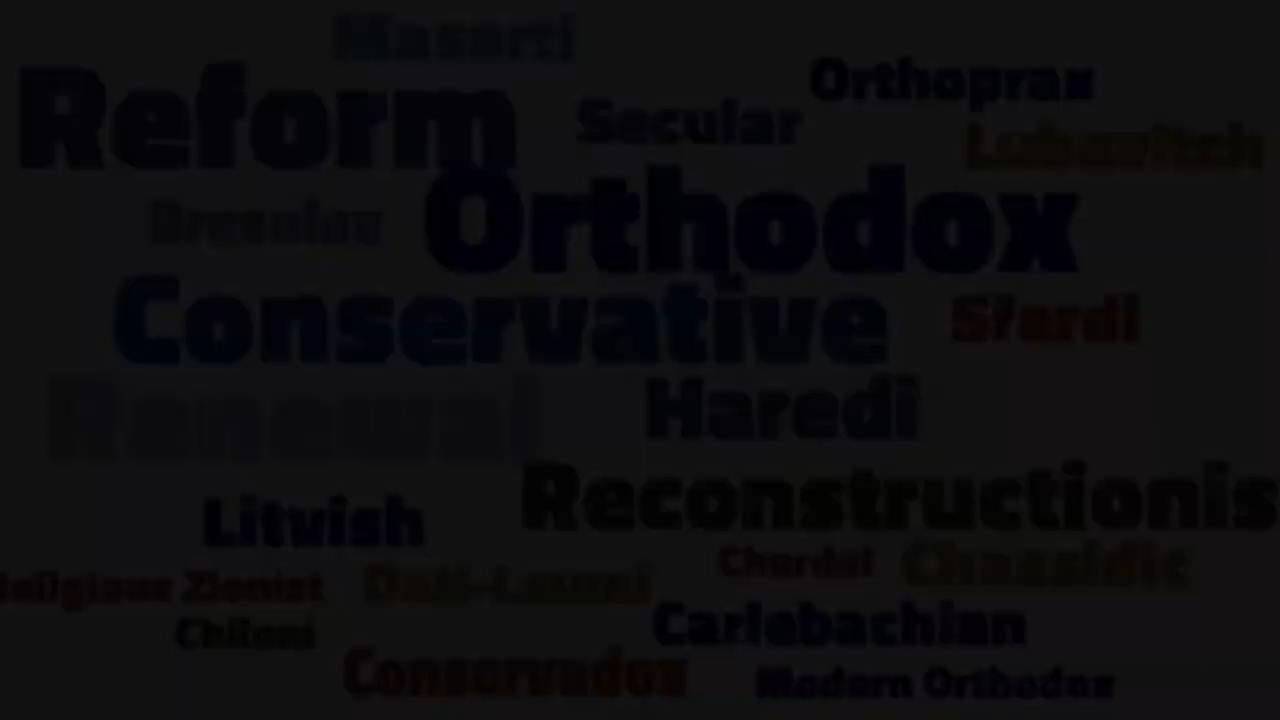 Masorti
Reform
Secular
Orthoprax
Lubavitch
Breslov
Orthodox
Conservative
Sfardi
Renewal
Haredi
Litvish
Reconstructionis
Chardal
Chassidic
Religious Zionist
Dati-Leumi
Chiloni
Carlebachian
Conservadox
Modern Orthodox